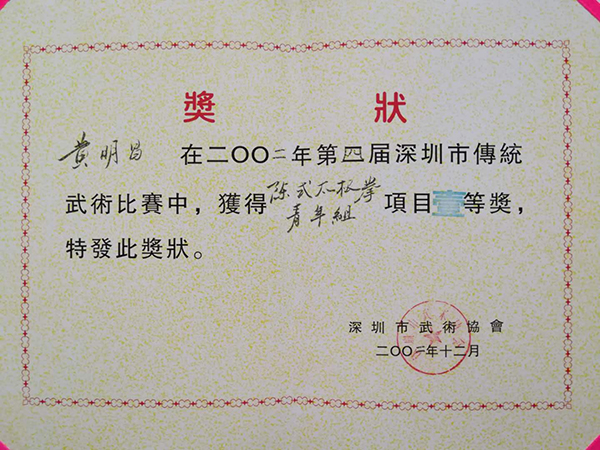 獎 狀
黄明昌 在二〇〇二年第四届深圳市傳統
武術比賽中，獲得陈式太极拳青年組項目壹等獎，
特發此獎狀。
深圳市武術協會
二〇〇二年十二月